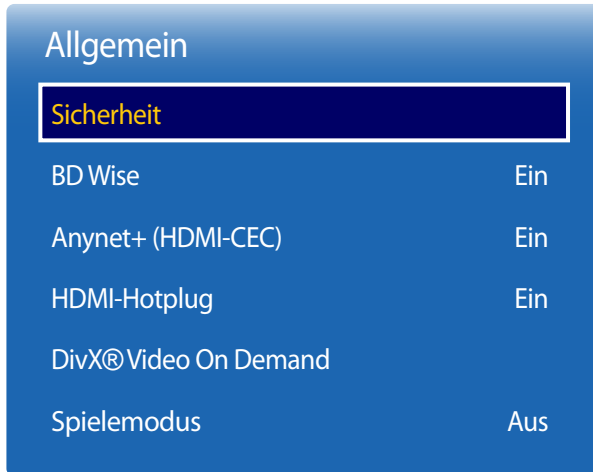 Allgemein
Sicherheit
BD Wise Ein
Anynet+ (HDMI-CEC) Ein
HDMI-Hotplug Ein
DivX® Video On Demand
Spielemodus Aus